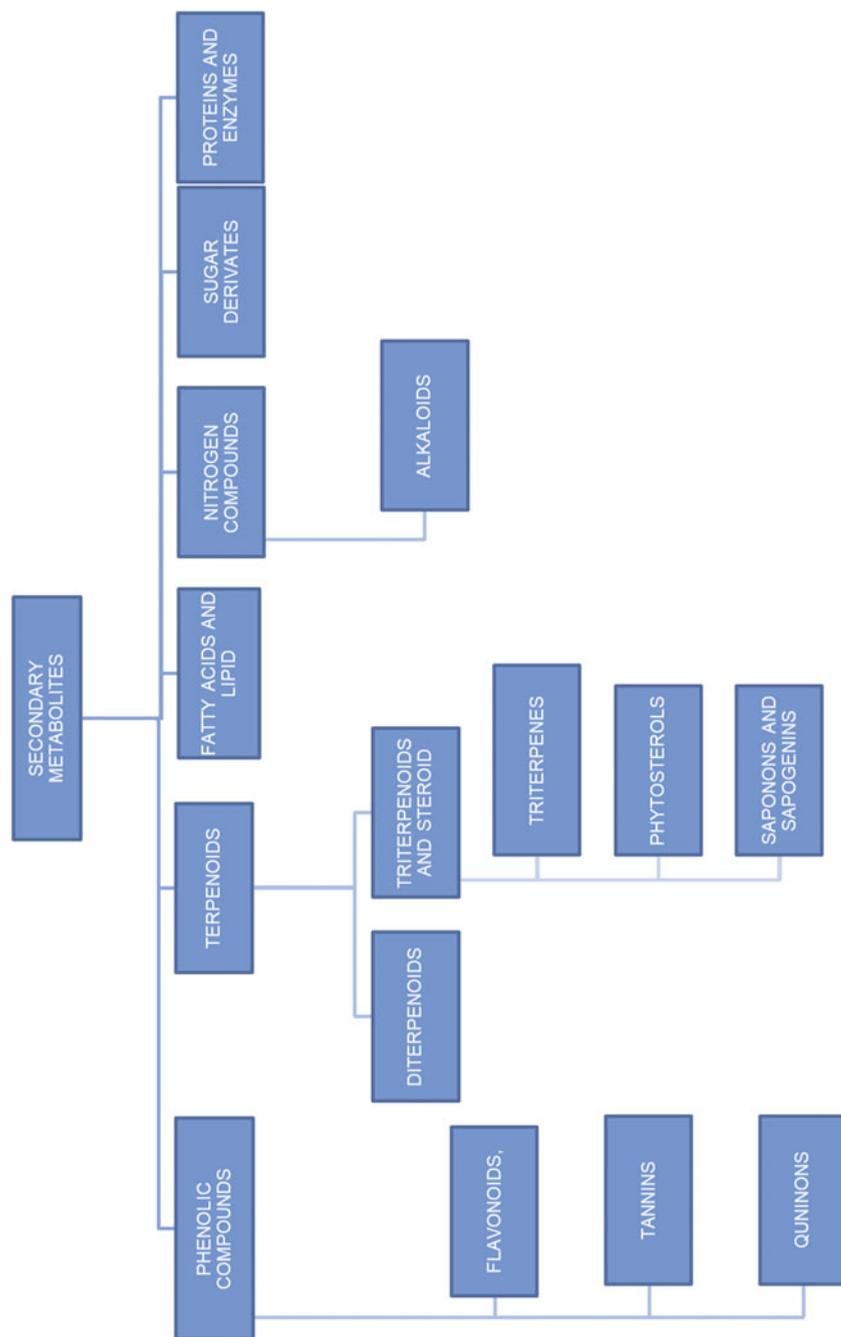 SECONDARY
METABOLITES
PHENOLIC
COMPOUNDS
TERPENOIDS
FATTY ACIDS AND
LIPID
NITROGEN
COMPOUNDS
SUGAR
DERIVATES
PROTEINS AND
ENZYMES
FLAVONOIDS,
TANNINS
QUNINONS
DITERPENOIDS
TRITERPENOIDS
AND STEROID
TRITERPENES
PHYTOSTEROLS
SAPONONS AND
SAPOGENINS
ALKALOIDS